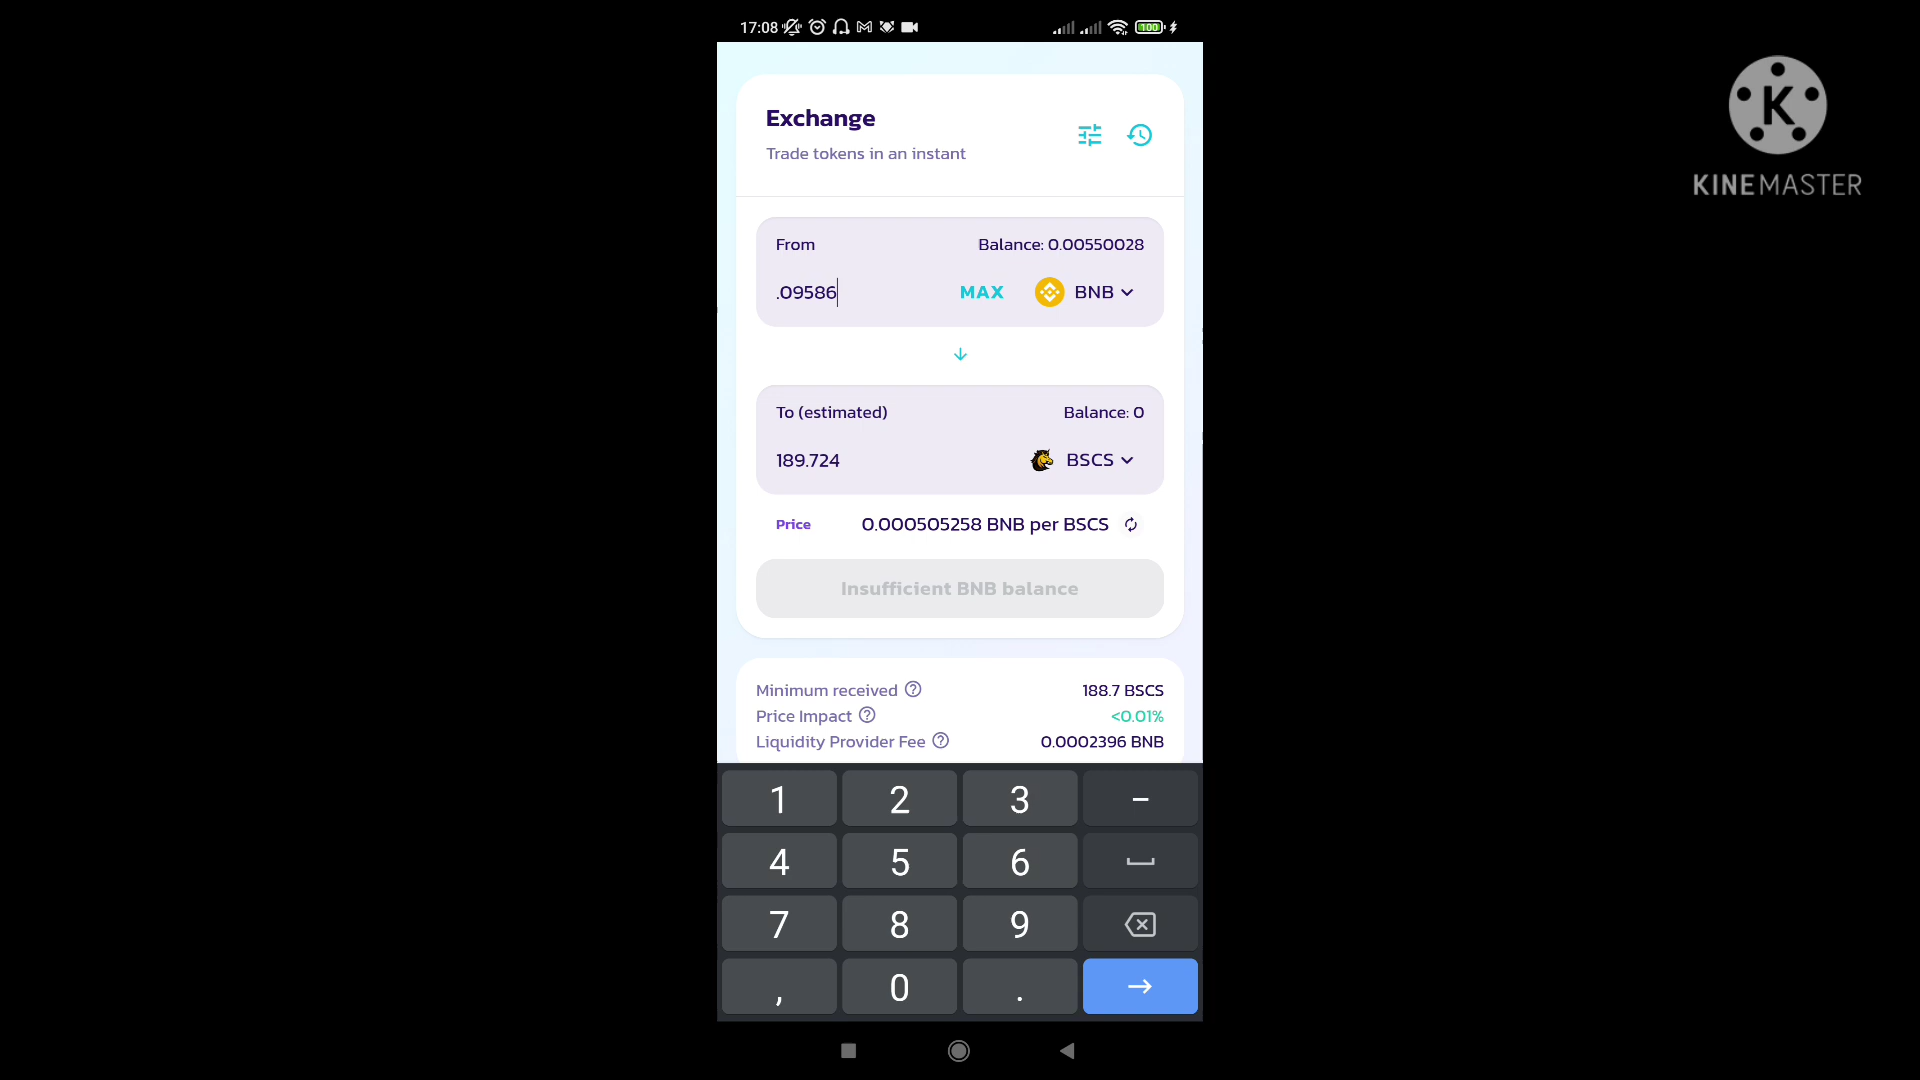 17:08
100
Exchange
Trade tokens in an instant
K
KINEMASTER
From
Balance: 0.00550028
.09586
MAX
BNB
To (estimated)
Balance: 0
189.724
BSCS
Price
0.000505258 BNB per BSCS
Insufficient BNB balance
Minimum received ?
188.7 BSCS
Price Impact ?
<0.01%
Liquidity Provider Fee ?
0.0002396 BNB
1 2 3 -
4 5 6
7 8 9
, 0 .